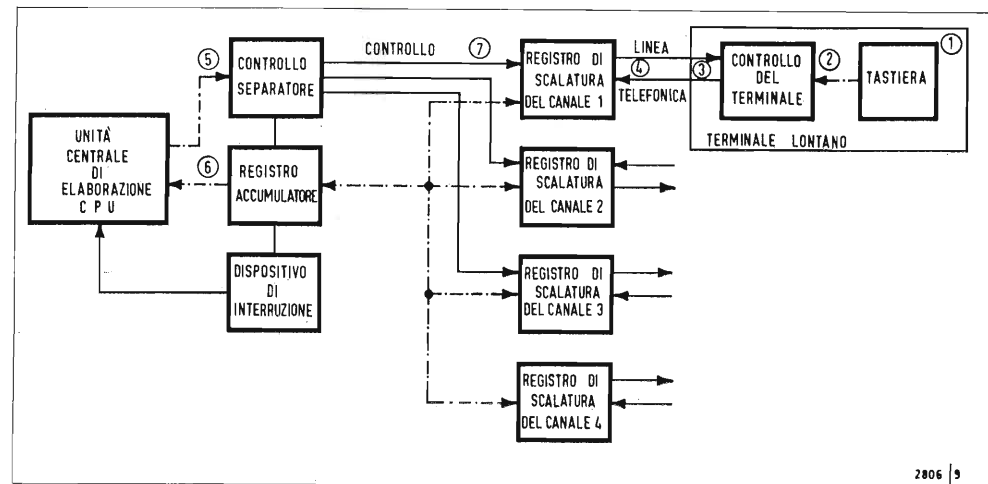 UNITÀ
CENTRALE
DI
ELABORAZIONE
CPU
⑤
CONTROLLO
SEPARATORE
⑥
REGISTRO
ACCUMULATORE
DISPOSITIVO
DI
INTERRUZIONE
CONTROLLO
⑦
REGISTRO DI
SCALATURA
DEL CANALE 1
REGISTRO DI
SCALATURA
DEL CANALE 2
REGISTRO DI
SCALATURA
DEL CANALE 3
REGISTRO DI
SCALATURA
DEL CANALE 4
LINEA
④
③
TELEFONICA
CONTROLLO
DEL
TERMINALE
②
①
TASTIERA
TERMINALE LONTANO
2806 | 9